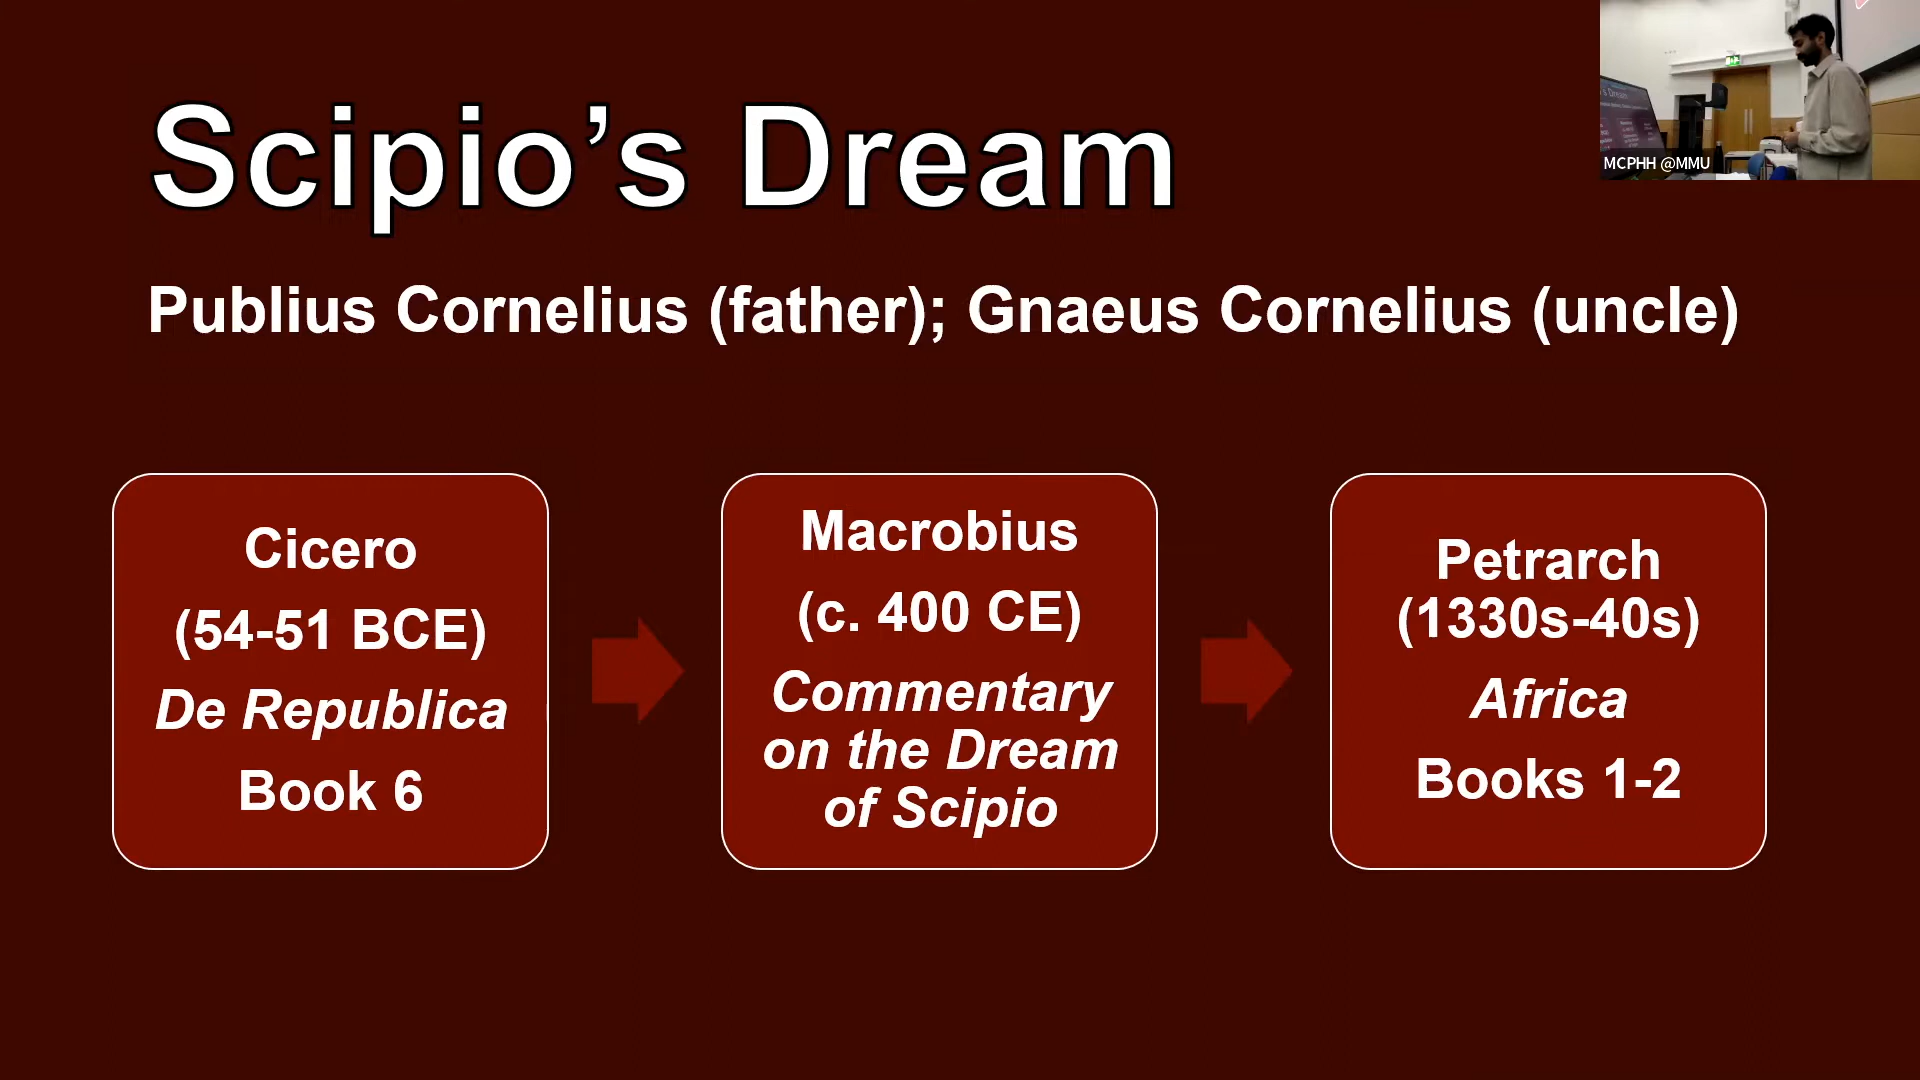 Scipio’s Dream
MCPHH @MMU
Publius Cornelius (father); Gnaeus Cornelius (uncle)
Cicero
(54-51 BCE)
De Republica
Book 6
Macrobius
(c. 400 CE)
Commentary
on the Dream
of Scipio
Petrarch
(1330s-40s)
Africa
Books 1-2